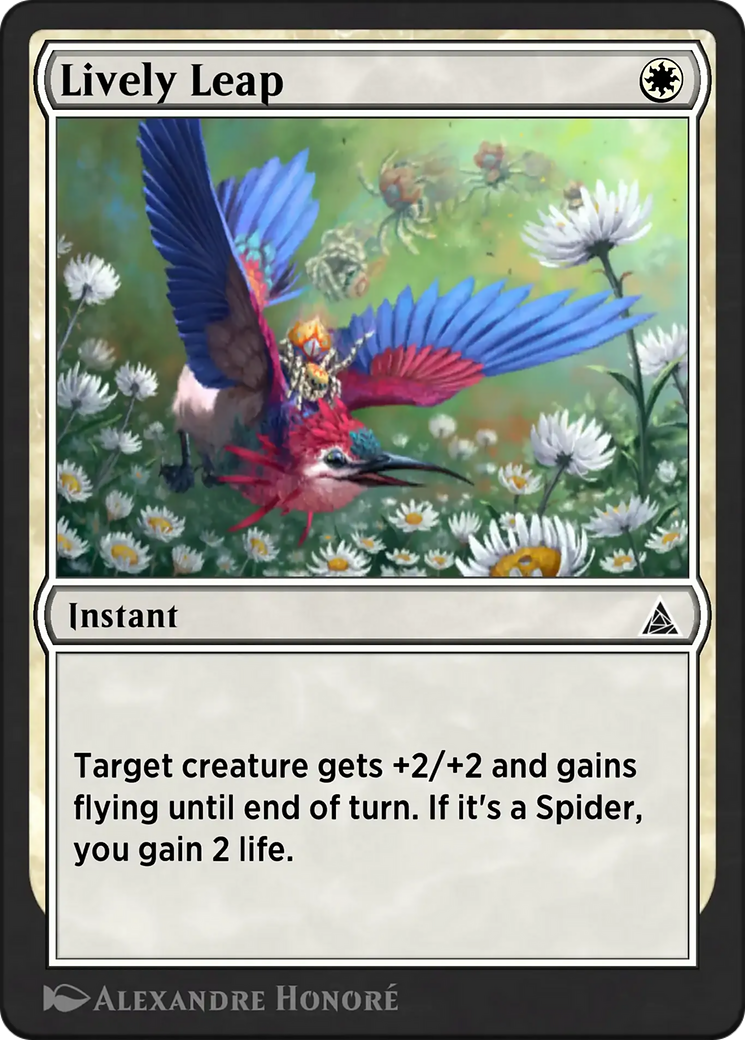 Lively Leap
Instant
Target creature gets +2/+2 and gains
flying until end of turn. If it's a Spider,
you gain 2 life.
Alexandre Honoré